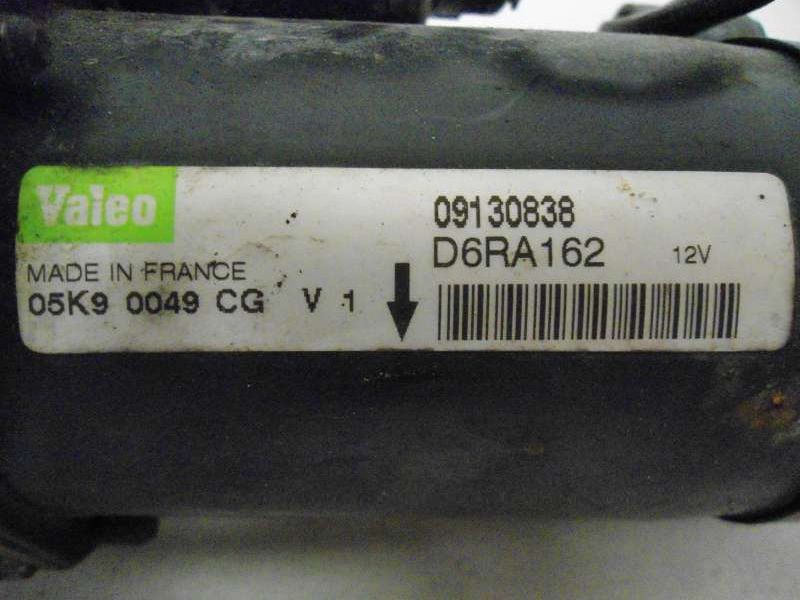 Valeo
MADE IN FRANCE
05K9 0049 CG V 1
09130838
D6RA162 12V